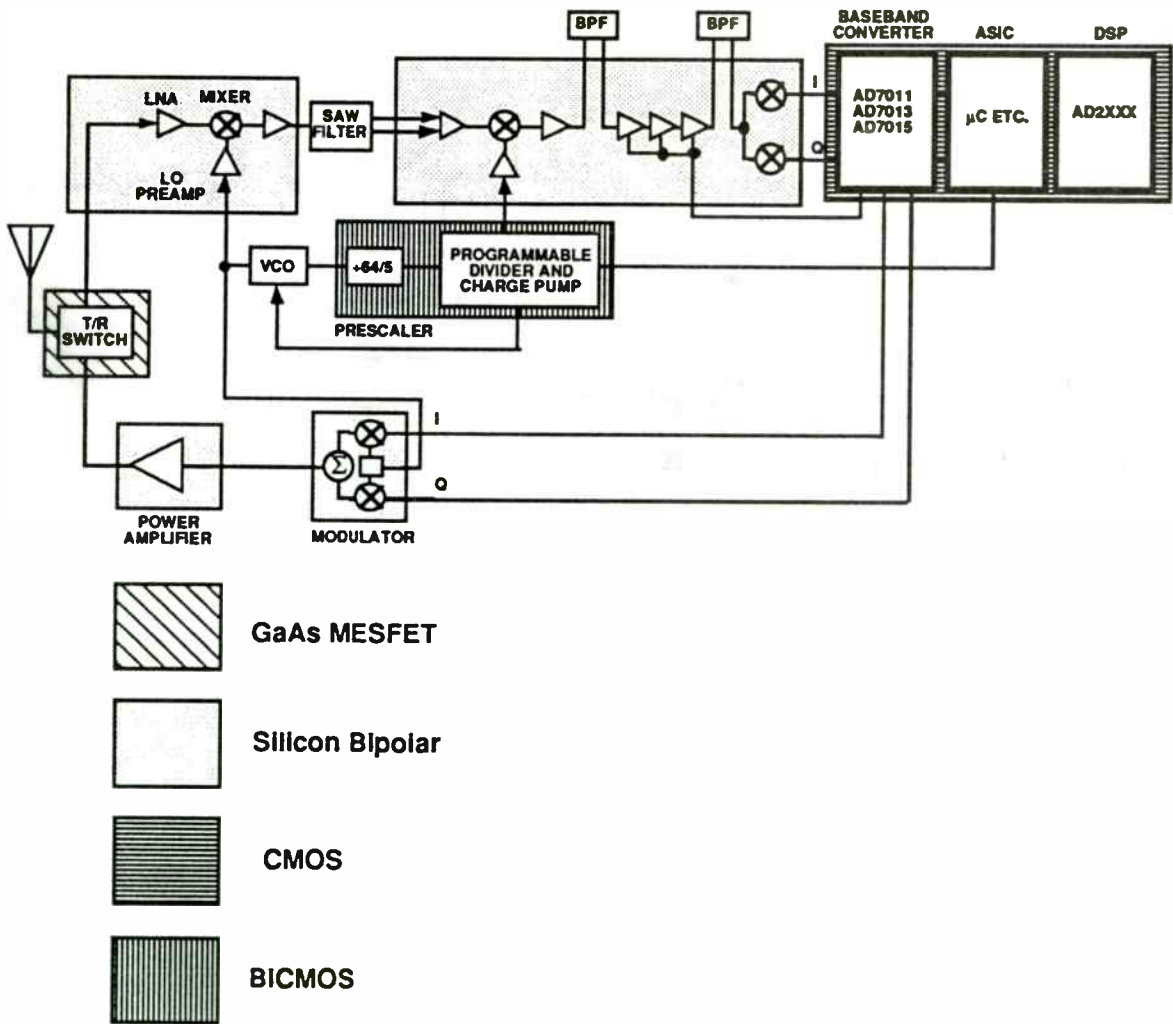 BPF
BPF
BASEBAND
CONVERTER
ASIC
DSP
LNA
MIXER
SAW
FILTER
I
Q
AD7011
AD7013
AD7015
µC ETC.
AD2XXX
LO
PREAMP
VCO
÷64/5
PROGRAMMABLE
DIVIDER AND
CHARGE PUMP
PRESCALER
T/R
SWITCH
I
Σ
Q
POWER
AMPLIFIER
MODULATOR
GaAs MESFET
Silicon Bipolar
CMOS
BICMOS